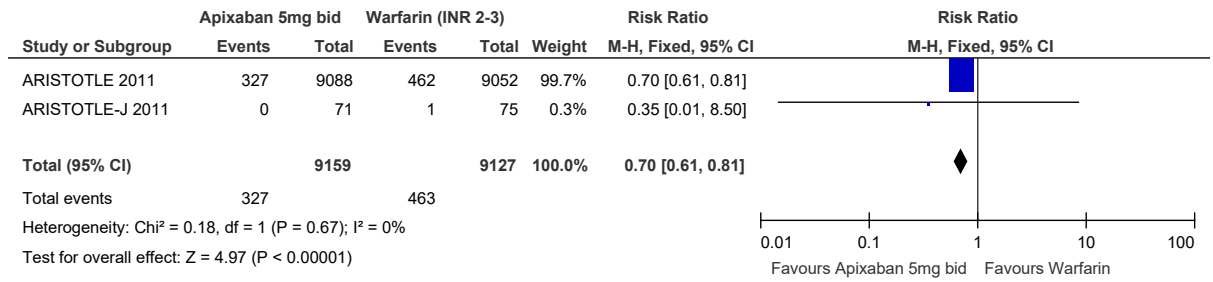 Apixaban 5mg bid Warfarin (INR 2-3) Risk Ratio Risk Ratio
Study or Subgroup Events Total Events Total Weight M-H, Fixed, 95% CI M-H, Fixed, 95% CI
ARISTOTLE 2011 327 9088 462 9052 99.7% 0.70 [0.61, 0.81]
ARISTOTLE-J 2011 0 71 1 75 0.3% 0.35 [0.01, 8.50]
Total (95% CI) 9159 9127 100.0% 0.70 [0.61, 0.81]
Total events 327 463
Heterogeneity: Chi² = 0.18, df = 1 (P = 0.67); I² = 0%
Test for overall effect: Z = 4.97 (P < 0.00001)
0.01 0.1 1 10 100
Favours Apixaban 5mg bid Favours Warfarin